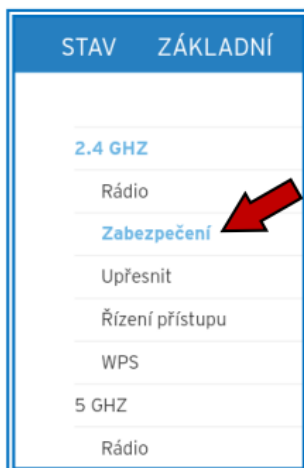 STAV ZÁKLADNÍ
2.4 GHZ
Rádio
Zabezpečení
Upřesnit
Řízení přístupu
WPS
5 GHZ
Rádio